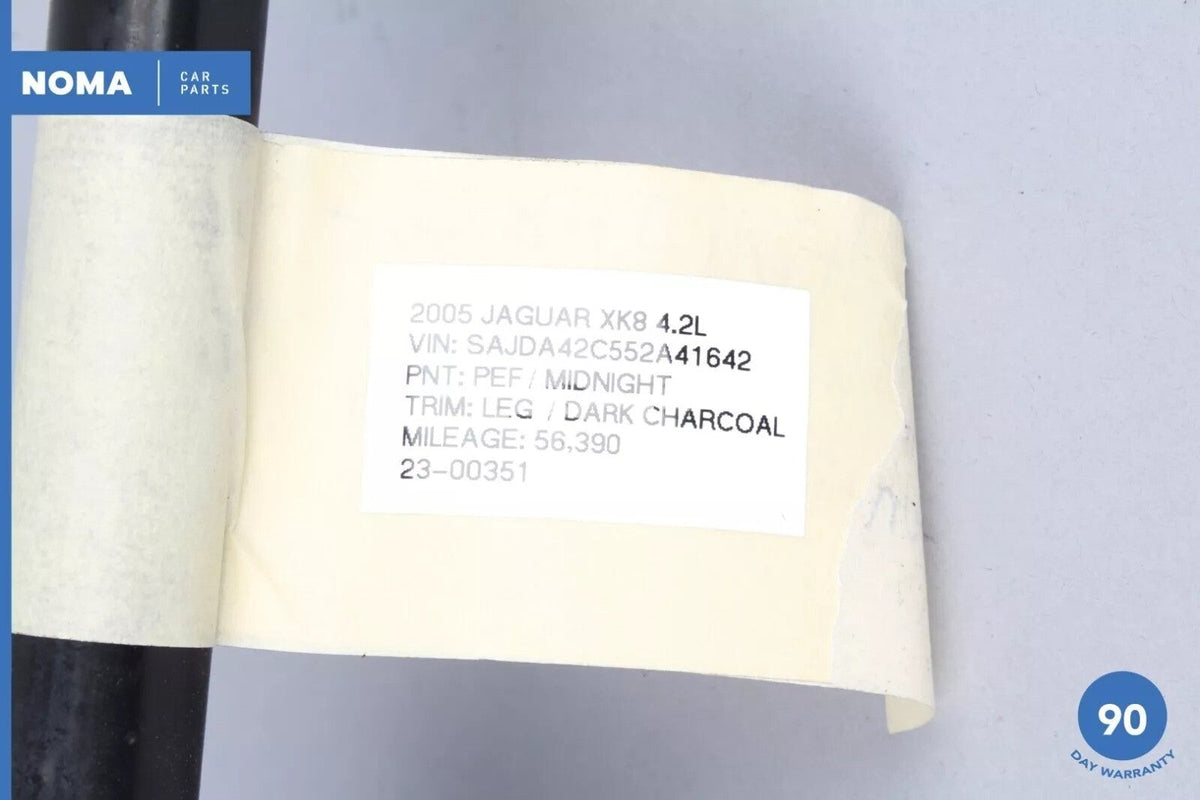 NOMA
CAR
PARTS
2005 JAGUAR XK8 4.2L
VIN: SAJDA42C552A41642
PNT: PEF / MIDNIGHT
TRIM: LEG / DARK CHARCOAL
MILEAGE: 56,390
23-00351
90
DAY WARRANTY